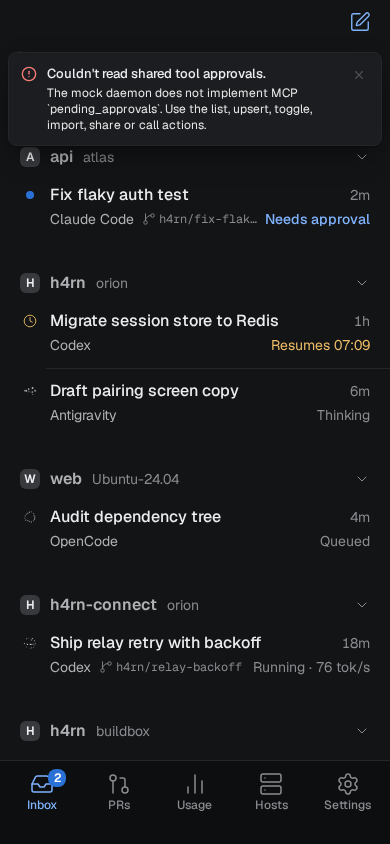 Couldn't read shared tool approvals.
The mock daemon does not implement MCP
`pending_approvals`. Use the list, upsert, toggle,
import, share or call actions.
A api atlas
Fix flaky auth test 2m
Claude Code h4rn/fix-flak… Needs approval
H h4rn orion
Migrate session store to Redis 1h
Codex Resumes 07:09
Draft pairing screen copy 6m
Antigravity Thinking
W web Ubuntu-24.04
Audit dependency tree 4m
OpenCode Queued
H h4rn-connect orion
Ship relay retry with backoff 18m
Codex h4rn/relay-backoff Running · 76 tok/s
H h4rn buildbox
2
Inbox PRs Usage Hosts Settings